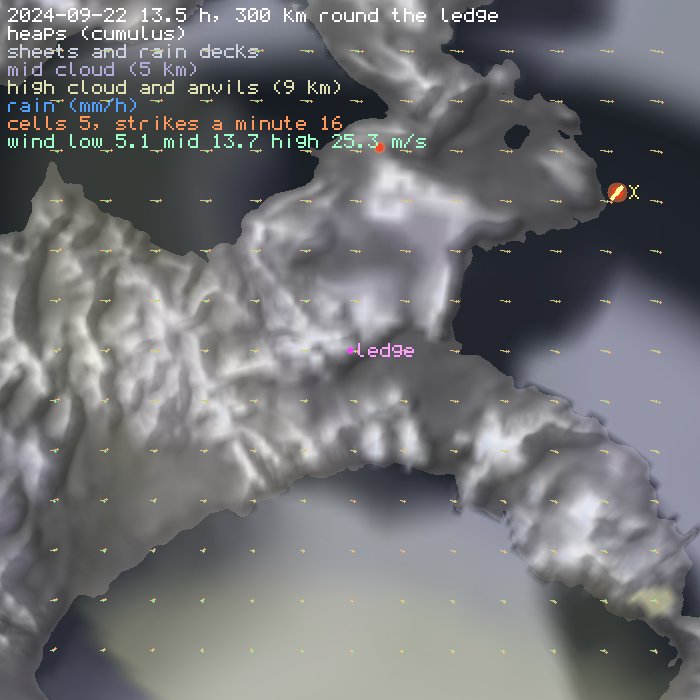 2024-09-22 13.5 h, 300 Km round the ledge
heaPs (cumulus)
sheets and rain decks
mid cloud (5 Km)
high cloud and anvils (9 Km)
rain (mm/h)
cells 5, strikes a minute 16
wind low 5.1 mid 13.7 high 25.3 m/s
X
ledge